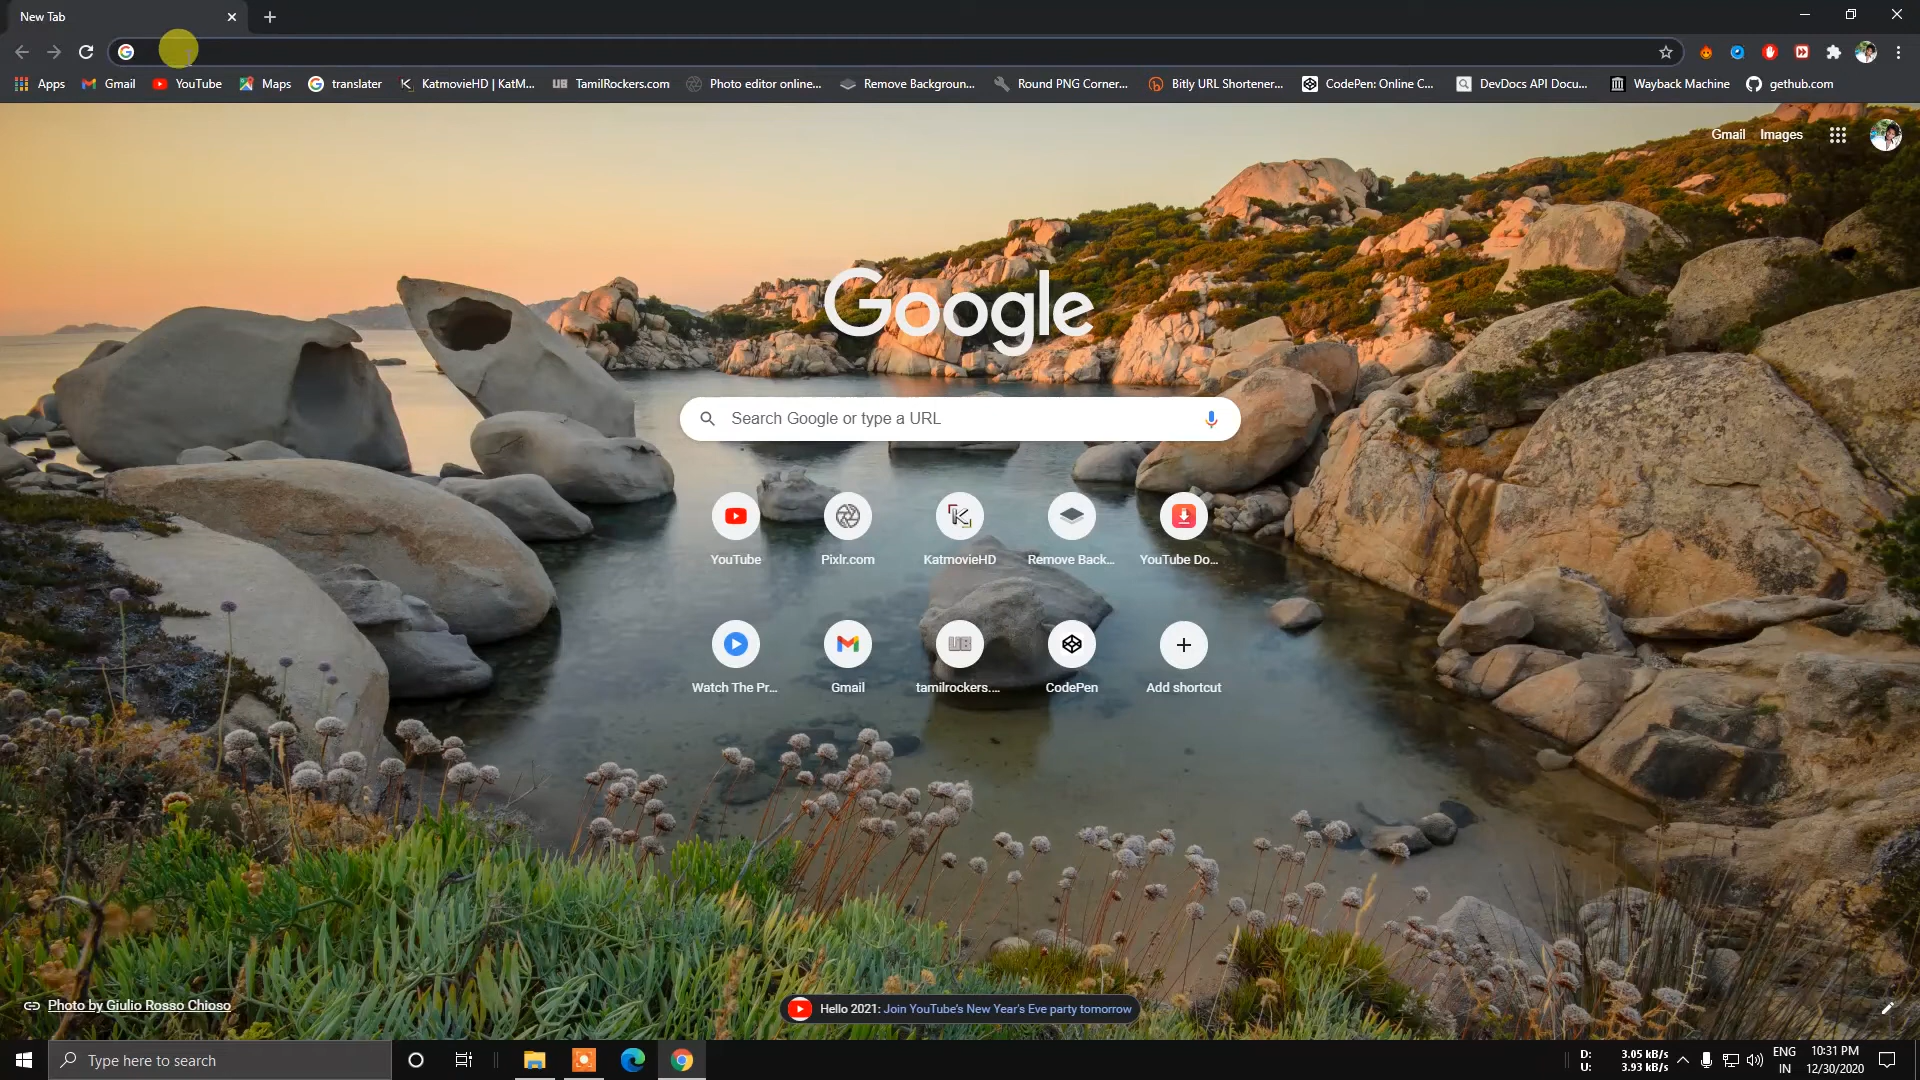 New Tab
Apps Gmail YouTube Maps translater KatmovieHD | KatM... TamilRockers.com Photo editor online... Remove Backgroun... Round PNG Corner... Bitly URL Shortener... CodePen: Online C... DevDocs API Docu... Wayback Machine gethub.com
Gmail Images
Google
Search Google or type a URL
YouTube Pixlr.com KatmovieHD Remove Back... YouTube Do...
Watch The Pr... Gmail tamilrockers.... CodePen Add shortcut
Photo by Giulio Rosso Chioso
Hello 2021: Join YouTube's New Year's Eve party tomorrow
Type here to search
D: 3.05 kB/s
U: 3.93 kB/s
ENG
IN
10:31 PM
12/30/2020